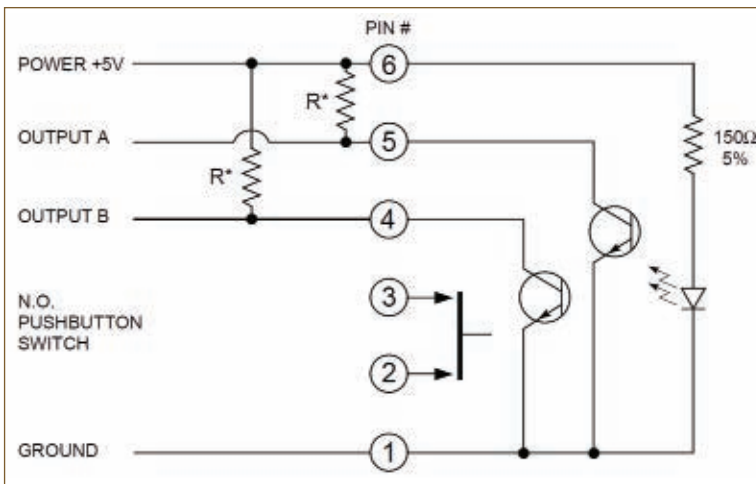 PIN #
POWER +5V
6
R*
OUTPUT A
5
150Ω
5%
R*
OUTPUT B
4
N.O.
PUSHBUTTON
SWITCH
3
2
GROUND
1